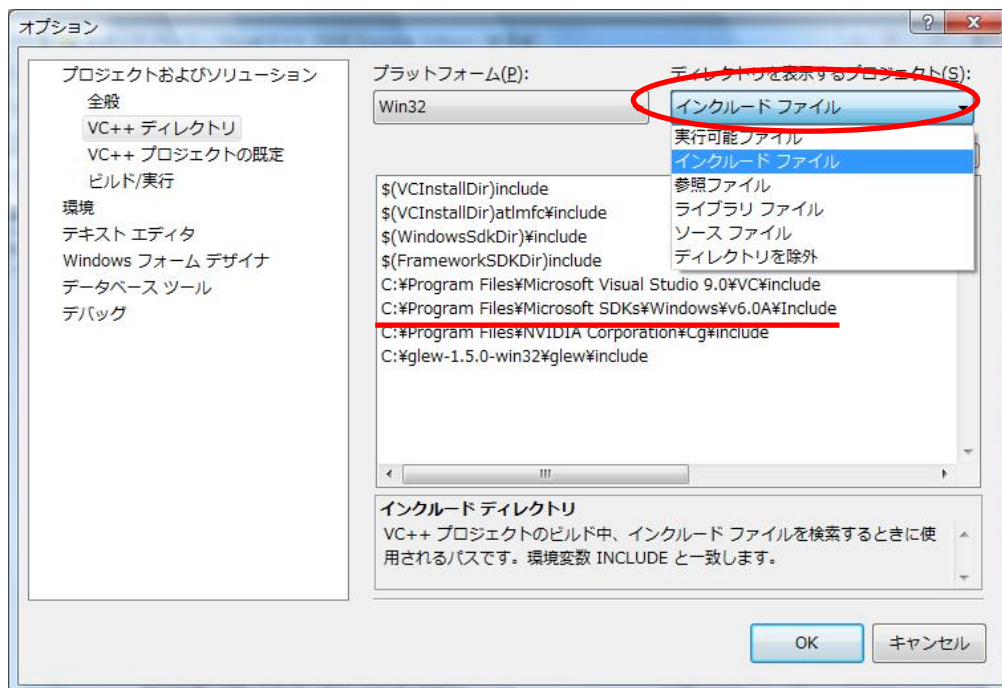 オプション
プロジェクトおよびソリューション
全般
VC++ ディレクトリ
VC++ プロジェクトの既定
ビルド/実行
環境
テキスト エディタ
Windows フォーム デザイナ
データベース ツール
デバッグ
プラットフォーム(P):
Win32
ディレクトリを表示するプロジェクト(S):
インクルード ファイル
実行可能ファイル
インクルード ファイル
参照ファイル
ライブラリ ファイル
ソース ファイル
ディレクトリを除外
$(VCInstallDir)include
$(VCInstallDir)atlmfc¥include
$(WindowsSdkDir)¥include
$(FrameworkSDKDir)include
C:¥Program Files¥Microsoft Visual Studio 9.0¥VC¥include
C:¥Program Files¥Microsoft SDKs¥Windows¥v6.0A¥Include
C:¥Program Files¥NVIDIA Corporation¥Cg¥include
C:¥glew-1.5.0-win32¥glew¥include
インクルード ディレクトリ
VC++ プロジェクトのビルド中、インクルード ファイルを検索するときに使
用されるパスです。環境変数 INCLUDE と一致します。
OK
キャンセル